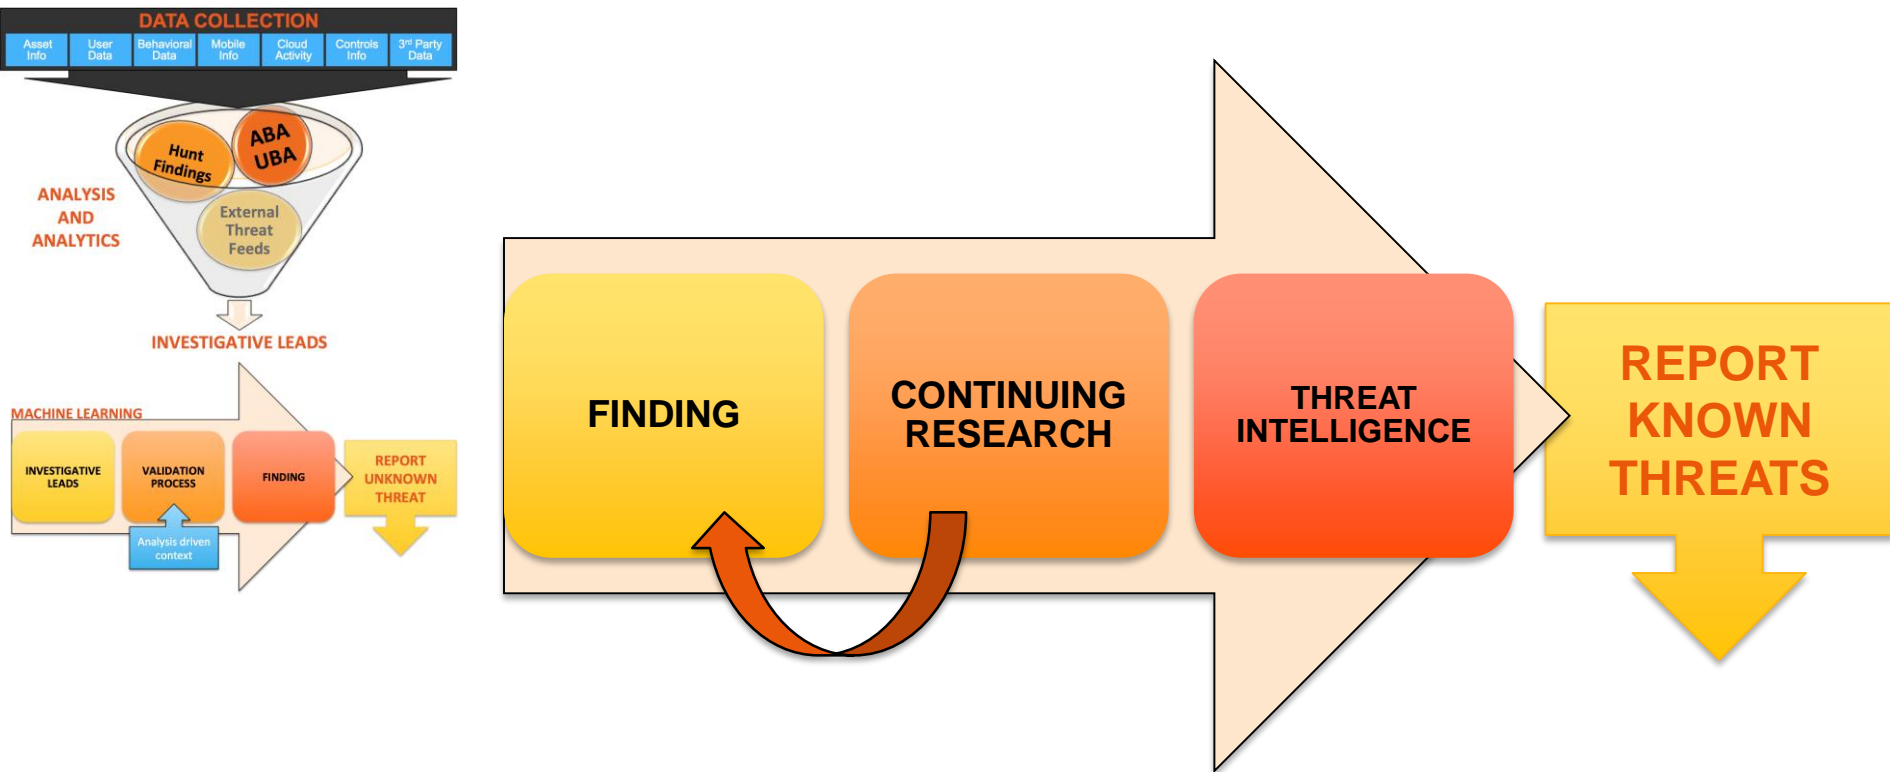 DATA COLLECTION
Asset
Info
User
Data
Behavioral
Data
Mobile
Info
Cloud
Activity
Controls
Info
3rd Party
Data
Hunt
Findings
ABA
UBA
External
Threat
Feeds
ANALYSIS
AND
ANALYTICS
INVESTIGATIVE LEADS
MACHINE LEARNING
INVESTIGATIVE
LEADS
VALIDATION
PROCESS
FINDING
REPORT
UNKNOWN
THREAT
Analysis driven
context
FINDING
CONTINUING
RESEARCH
THREAT
INTELLIGENCE
REPORT
KNOWN
THREATS